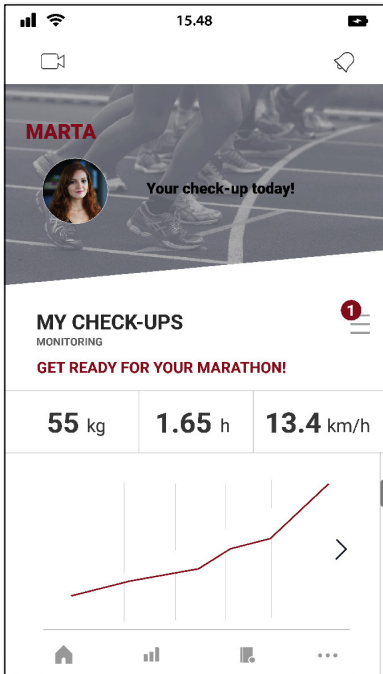 15.48
MARTA
Your check-up today!
MY CHECK-UPS
1
MONITORING
GET READY FOR YOUR MARATHON!
55 kg
1.65 h
13.4 km/h